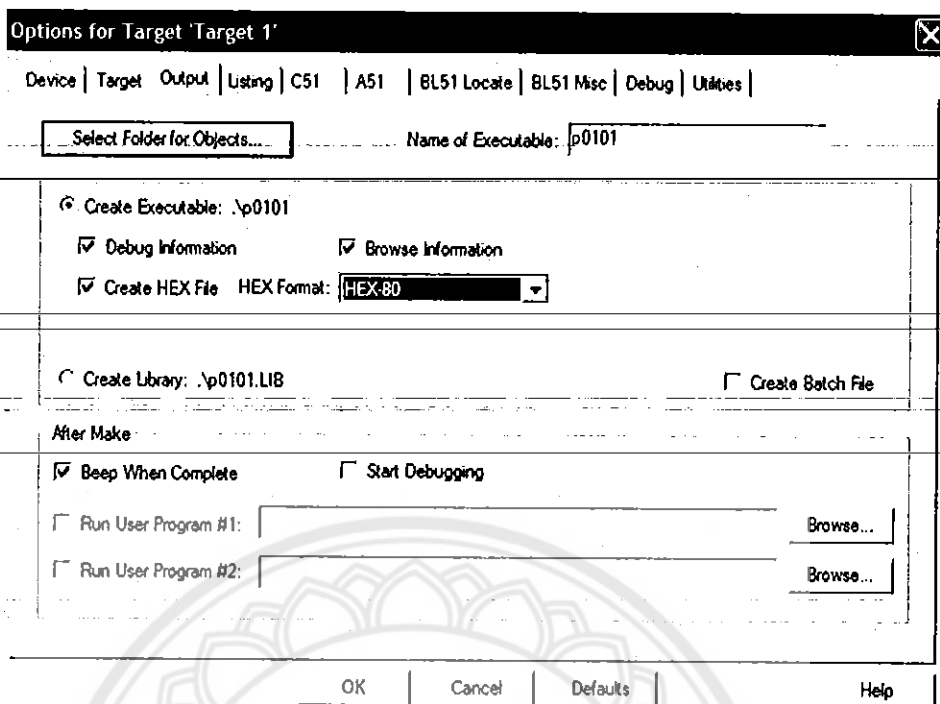 Options for Target 'Target 1'
Device | Target Output | Listing | C51 | A51 | BL51 Locate | BL51 Misc | Debug | Utilities |
Select Folder for Objects... Name of Executable: p0101
Create Executable: .\p0101
Debug Information Browse Information
Create HEX File HEX Format: HEX-80
Create Library: .\p0101.LIB Create Batch File
After Make
Beep When Complete Start Debugging
Run User Program #1: Browse...
Run User Program #2: Browse...
OK Cancel Defaults Help